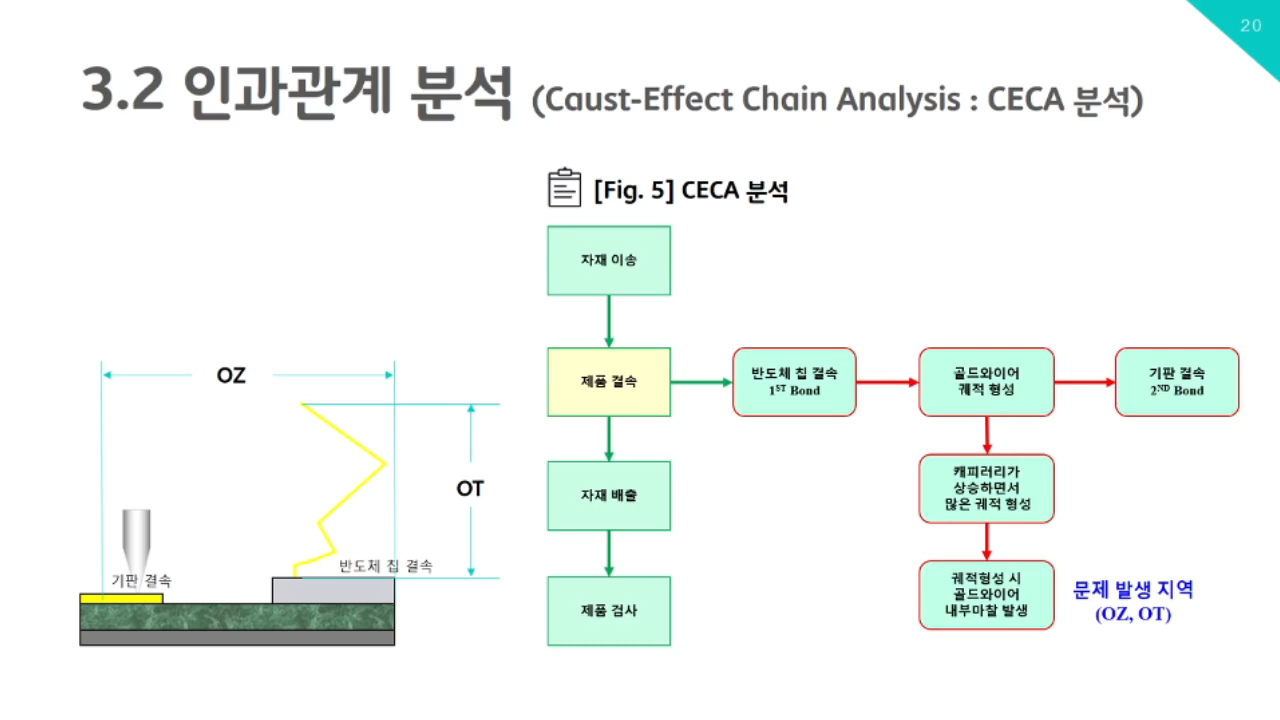 20
3.2 인과관계 분석 (Caust-Effect Chain Analysis : CECA 분석)
[Fig. 5] CECA 분석
자재 이송
제품 결속
반도체 칩 결속
1ST Bond
골드와이어
궤적 형성
기판 결속
2ND Bond
OZ
OT
반도체 칩 결속
기판 결속
자재 배출
캐피러리가
상승하면서
많은 궤적 형성
제품 검사
궤적형성 시
골드와이어
내부마찰 발생
문제 발생 지역
(OZ, OT)